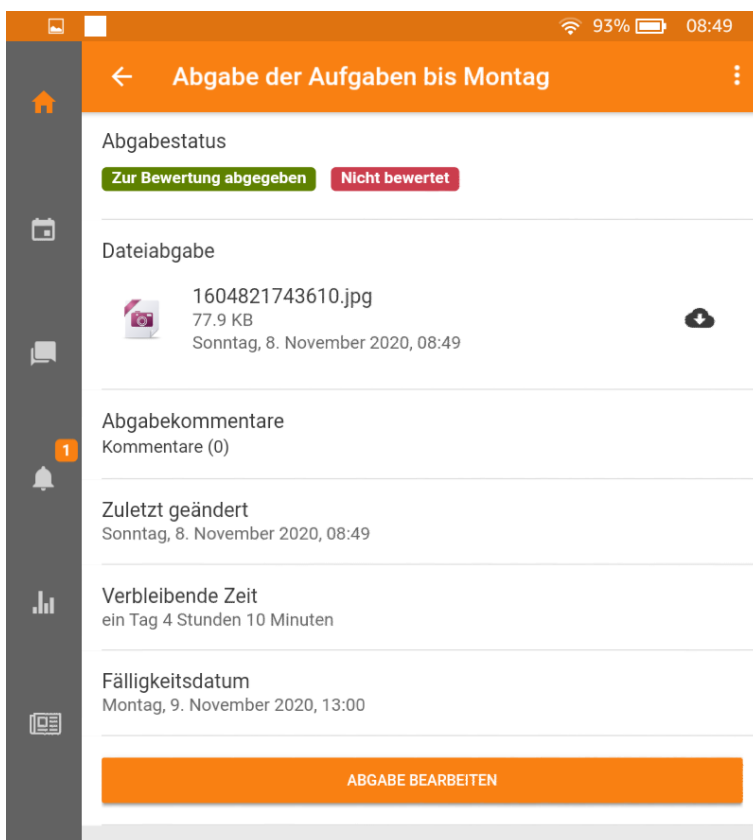 93% 08:49
Abgabe der Aufgaben bis Montag
Abgabestatus
Zur Bewertung abgegeben Nicht bewertet
Dateiabgabe
1604821743610.jpg
77.9 KB
Sonntag, 8. November 2020, 08:49
Abgabekommentare
Kommentare (0)
1
Zuletzt geändert
Sonntag, 8. November 2020, 08:49
Verbleibende Zeit
ein Tag 4 Stunden 10 Minuten
Fälligkeitsdatum
Montag, 9. November 2020, 13:00
ABGABE BEARBEITEN